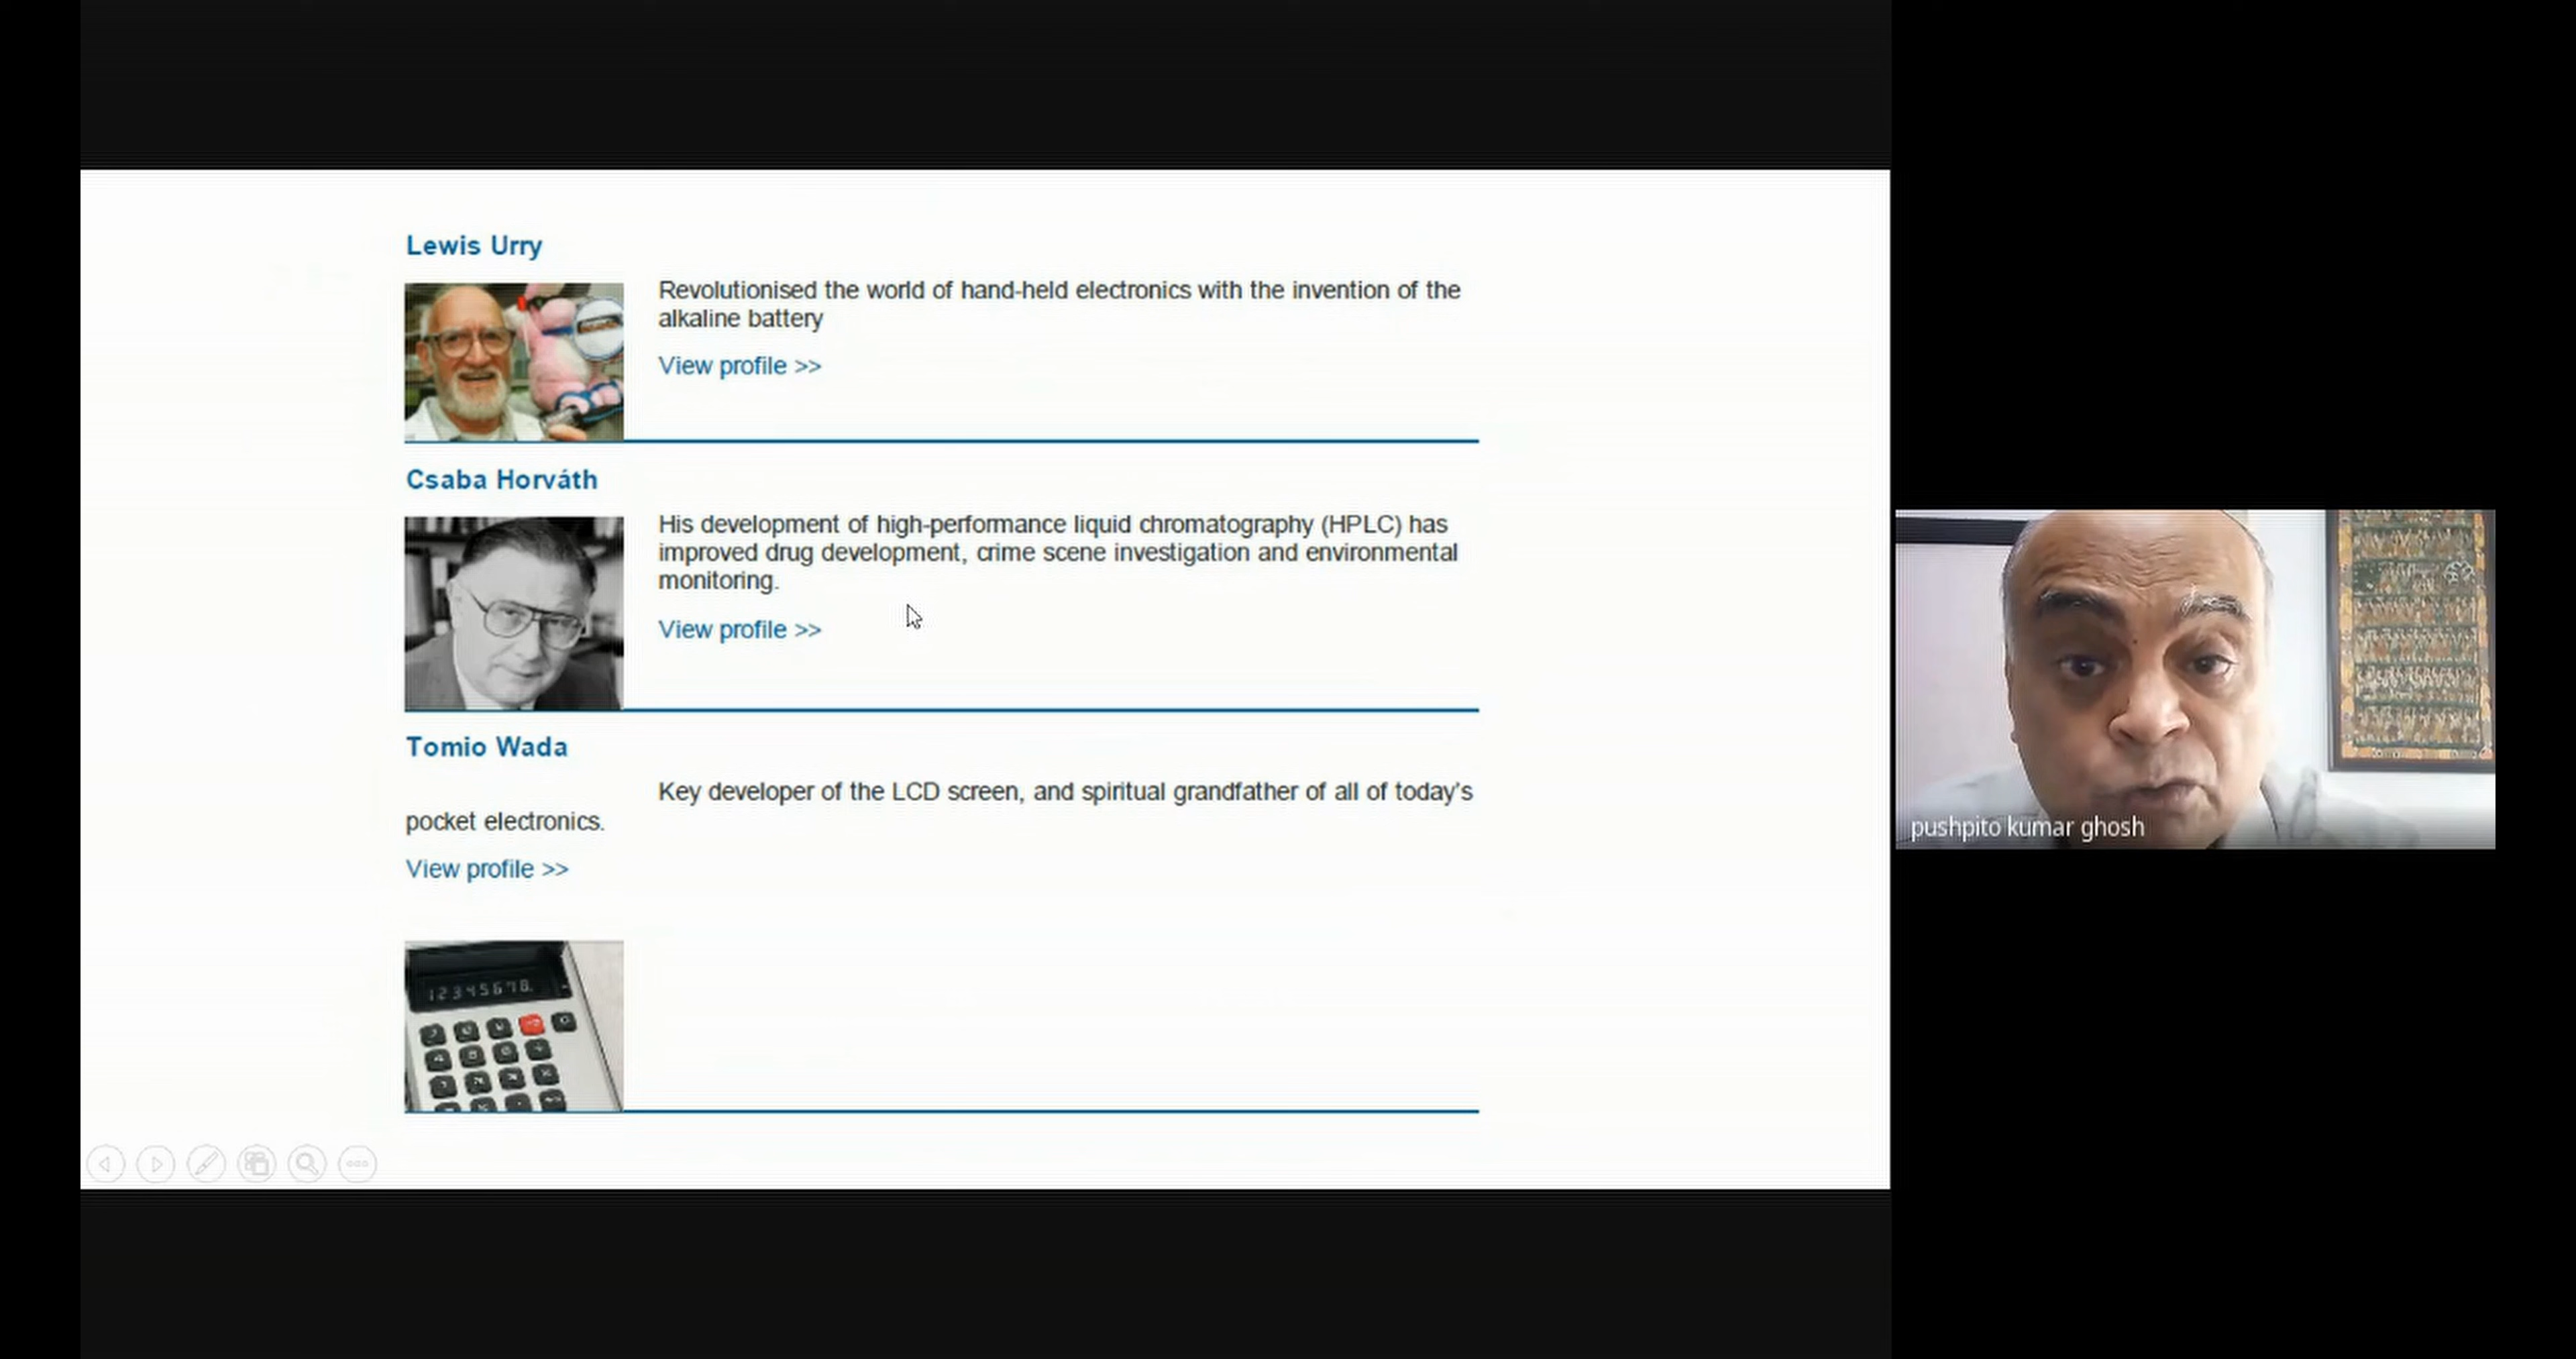 Lewis Urry
Revolutionised the world of hand-held electronics with the invention of the
alkaline battery
View profile >>
Csaba Horváth
His development of high-performance liquid chromatography (HPLC) has
improved drug development, crime scene investigation and environmental
monitoring.
View profile >>
Tomio Wada
Key developer of the LCD screen, and spiritual grandfather of all of today's
pocket electronics.
View profile >>
12345678.
pushpito kumar ghosh